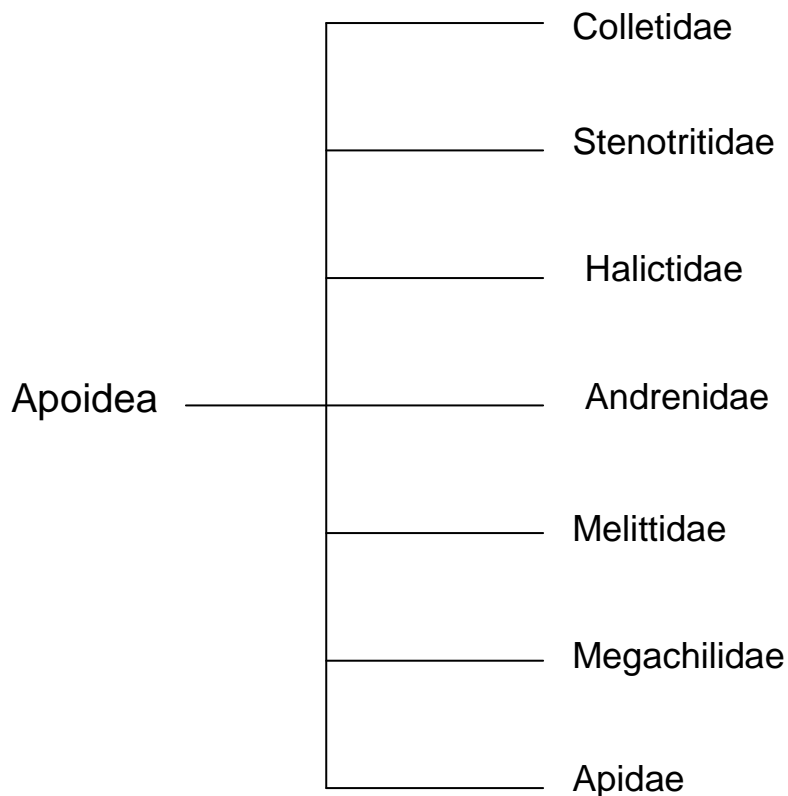 Colletidae
Stenotritidae
Halictidae
Apoidea
Andrenidae
Melittidae
Megachilidae
Apidae